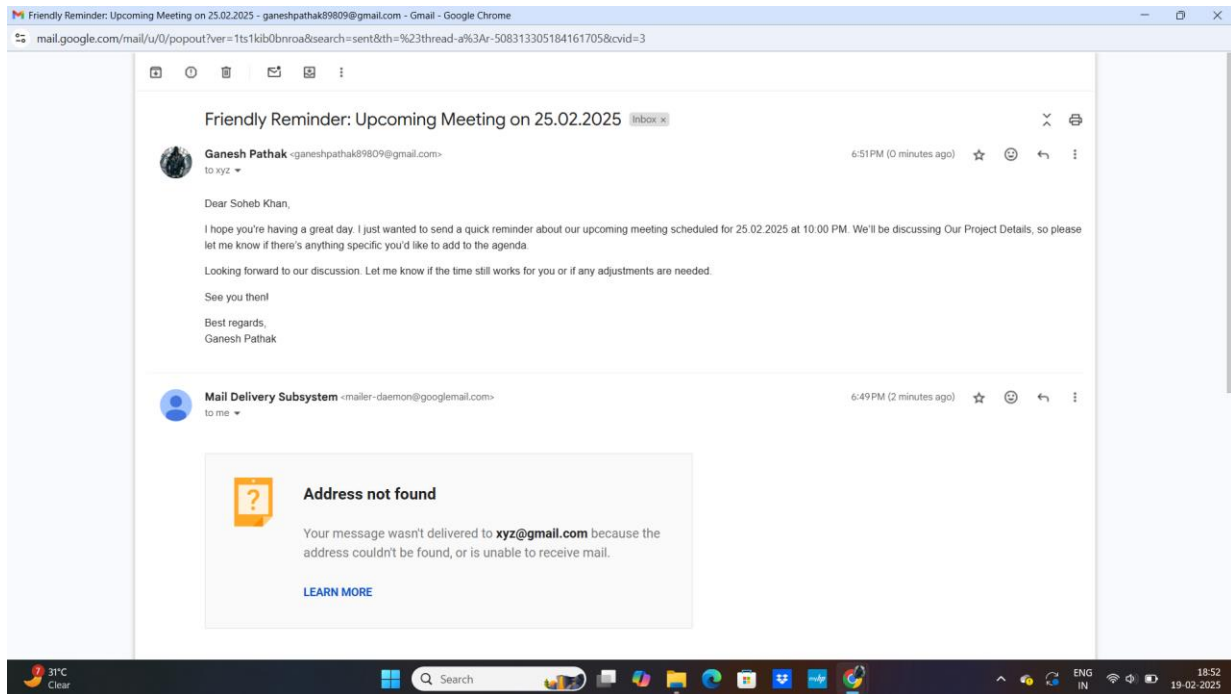 Friendly Reminder: Upcoming Meeting on 25.02.2025 - ganeshpathak89809@gmail.com - Gmail - Google Chrome
mail.google.com/mail/u/0/popout?ver=1ts1kib0bnroa&search=sent&th=%23thread-a%3Ar-508313305184161705&cvid=3
Friendly Reminder: Upcoming Meeting on 25.02.2025 Inbox x
Ganesh Pathak <ganeshpathak89809@gmail.com> 6:51 PM (0 minutes ago)
to xyz
Dear Soheb Khan,
I hope you're having a great day. I just wanted to send a quick reminder about our upcoming meeting scheduled for 25.02.2025 at 10:00 PM. We'll be discussing Our Project Details, so please
let me know if there's anything specific you'd like to add to the agenda.
Looking forward to our discussion. Let me know if the time still works for you or if any adjustments are needed.
See you then!
Best regards,
Ganesh Pathak
Mail Delivery Subsystem <mailer-daemon@googlemail.com> 6:49 PM (2 minutes ago)
to me
Address not found
Your message wasn't delivered to xyz@gmail.com because the
address couldn't be found, or is unable to receive mail.
LEARN MORE
7 31°C Search ENG 18:52
Clear IN 19-02-2025